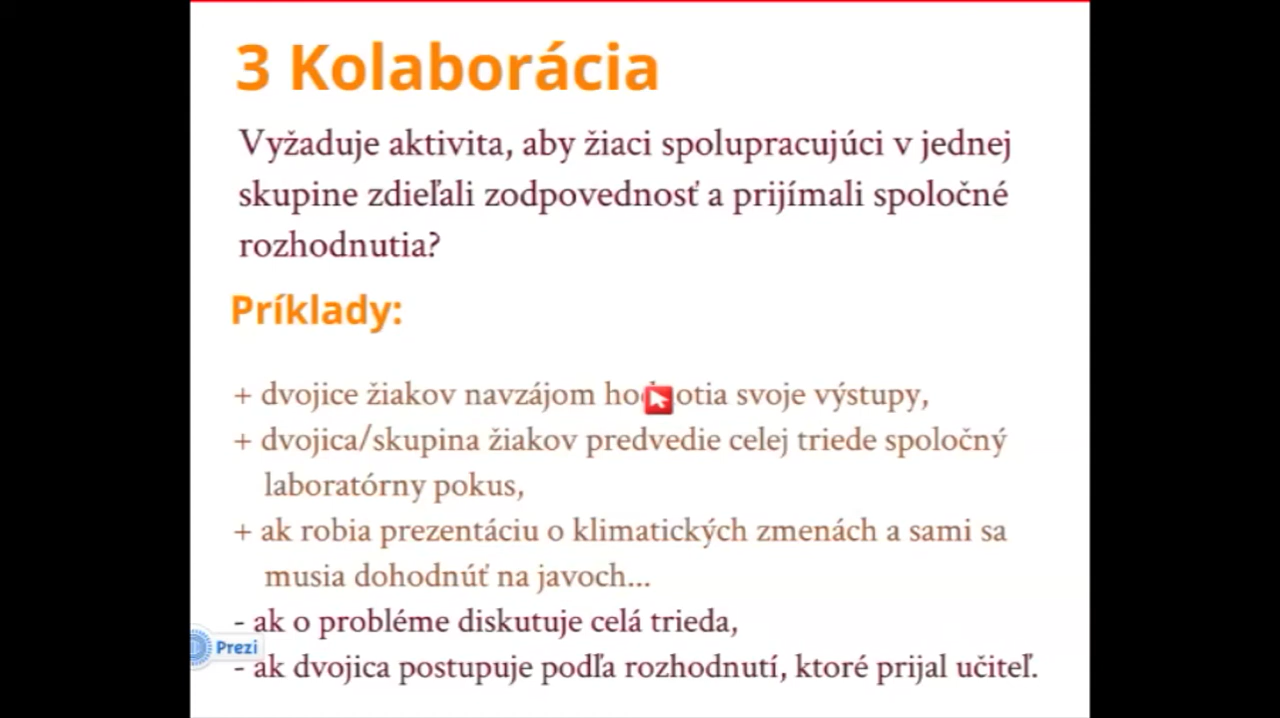 3 Kolaborácia
Vyžaduje aktivita, aby žiaci spolupracujúci v jednej
skupine zdieľali zodpovednosť a prijímali spoločné
rozhodnutia?
Príklady:
+ dvojice žiakov navzájom hodnotia svoje výstupy,
+ dvojica/skupina žiakov predvedie celej triede spoločný
laboratórny pokus,
+ ak robia prezentáciu o klimatických zmenách a sami sa
musia dohodnúť na javoch...
- ak o probléme diskutuje celá trieda,
Prezi
- ak dvojica postupuje podľa rozhodnutí, ktoré prijal učiteľ.